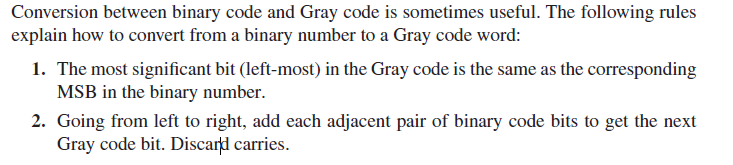 Conversion between binary code and Gray code is sometimes useful. The following rules
explain how to convert from a binary number to a Gray code word:
1. The most significant bit (left-most) in the Gray code is the same as the corresponding
MSB in the binary number.
2. Going from left to right, add each adjacent pair of binary code bits to get the next
Gray code bit. Discard carries.